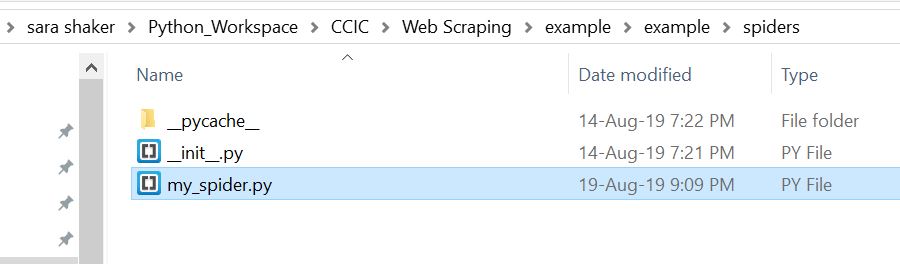 sara shaker > Python_Workspace > CCIC > Web Scraping > example > example > spiders
Name Date modified Type
__pycache__ 14-Aug-19 7:22 PM File folder
__init__.py 14-Aug-19 7:21 PM PY File
my_spider.py 19-Aug-19 9:09 PM PY File